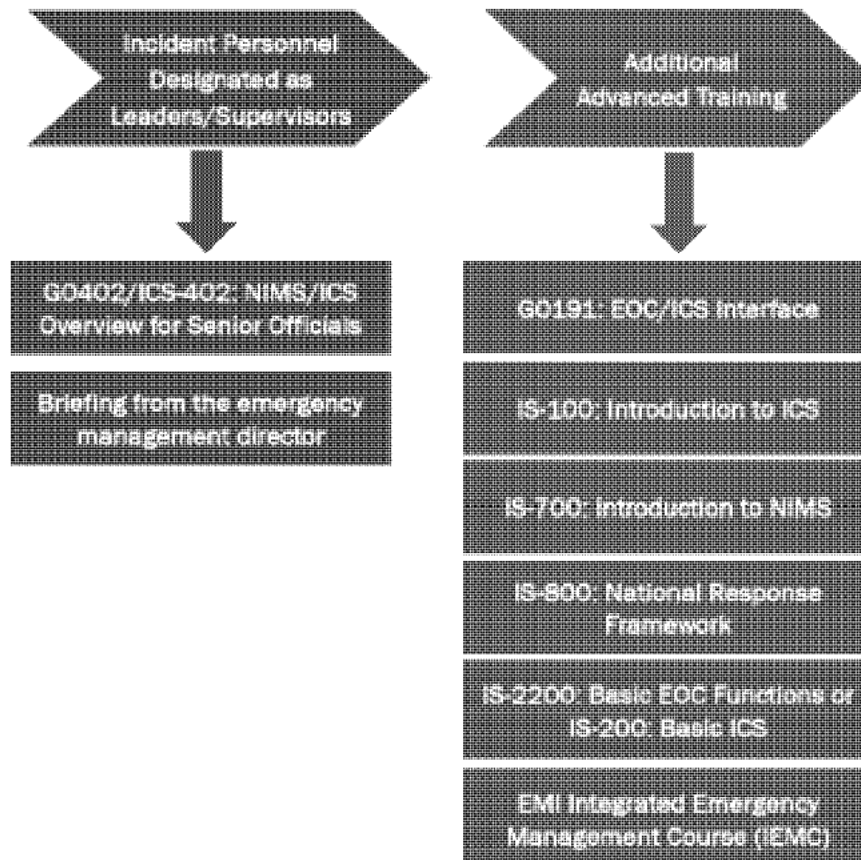 Incident Personnel
Designated as
Leaders/Supervisors
Additional
Advanced Training
G0402/ICS-402: NIMS/ICS
Overview for Senior Officials
Briefing from the emergency
management director
G0191: EOC/ICS Interface
IS-100: Introduction to ICS
IS-700: Introduction to NIMS
IS-800: National Response
Framework
IS-2200: Basic EOC Functions or
IS-200: Basic ICS
EMI Integrated Emergency
Management Course (IEMC)